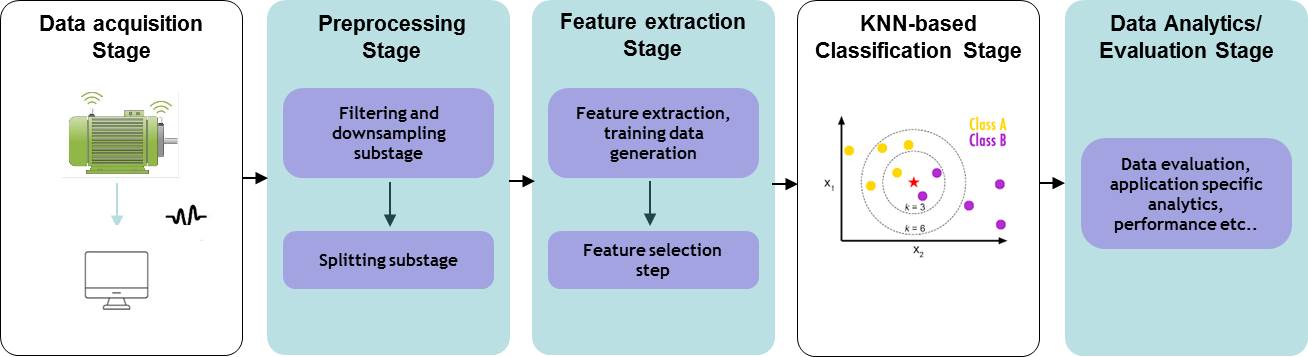 Data acquisition
Stage
Preprocessing
Stage
Filtering and
downsampling
substage
Splitting substage
Feature extraction
Stage
Feature extraction,
training data
generation
Feature selection
step
KNN-based
Classification Stage
Class A
Class B
X1
k = 3
k = 6
X2
Data Analytics/
Evaluation Stage
Data evaluation,
application specific
analytics,
performance etc..